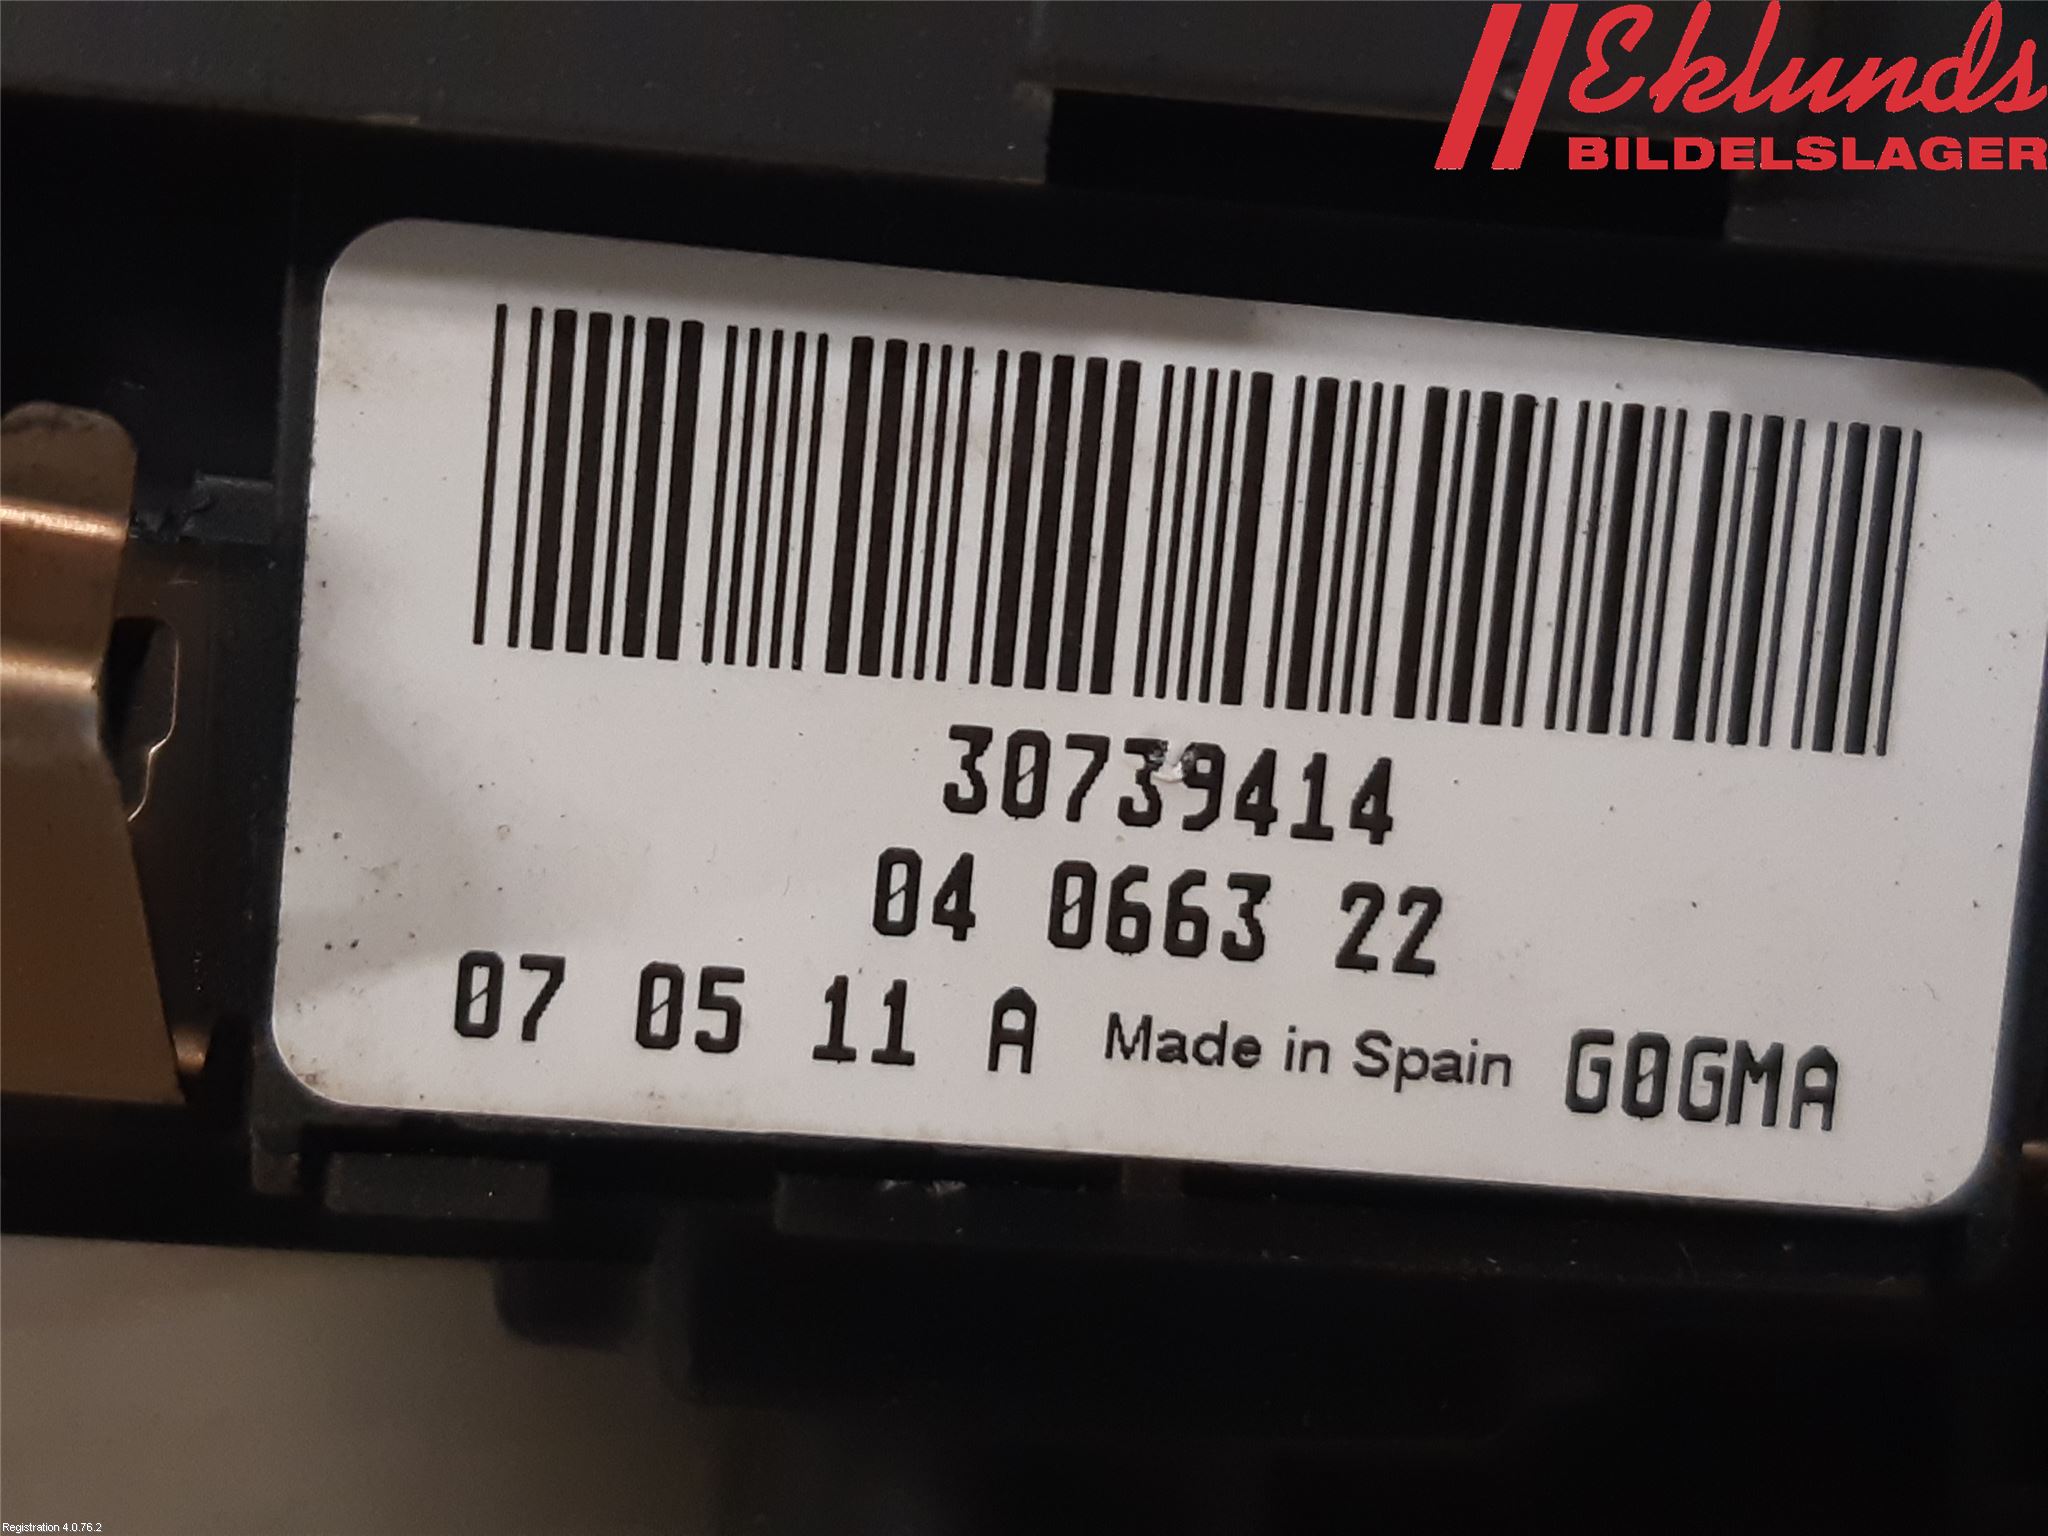 Eklunds
BILDELSLAGER
30739414
04 0663 22
07 05 11 A Made in Spain G0GMA
Registration 4.0.76.2